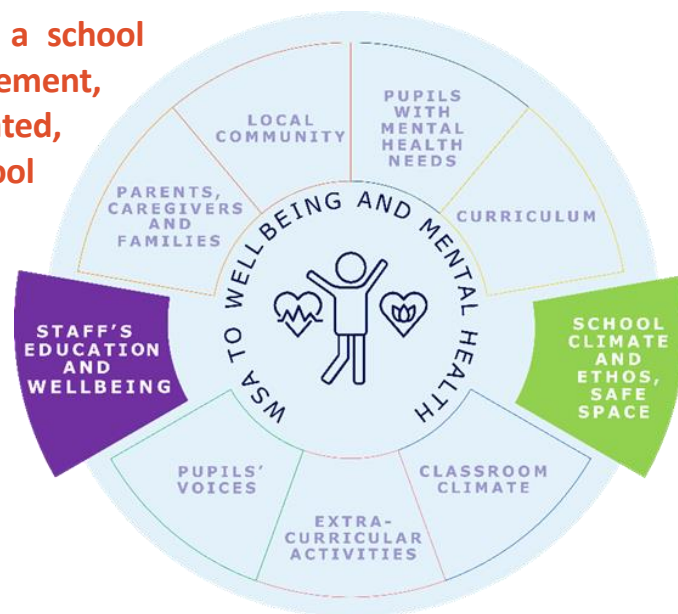 a school
ement,
ted,
ol
LOCAL
COMMUNITY
PUPILS
WITH
MENTAL
HEALTH
NEEDS
PARENTS,
CAREGIVERS
AND
FAMILIES
CURRICULUM
WSA TO WELLBEING AND MENTAL HEALTH
STAFF'S
EDUCATION
AND
WELLBEING
SCHOOL
CLIMATE
AND
ETHOS,
SAFE
SPACE
PUPILS'
VOICES
CLASSROOM
CLIMATE
EXTRA-
CURRICULAR
ACTIVITIES